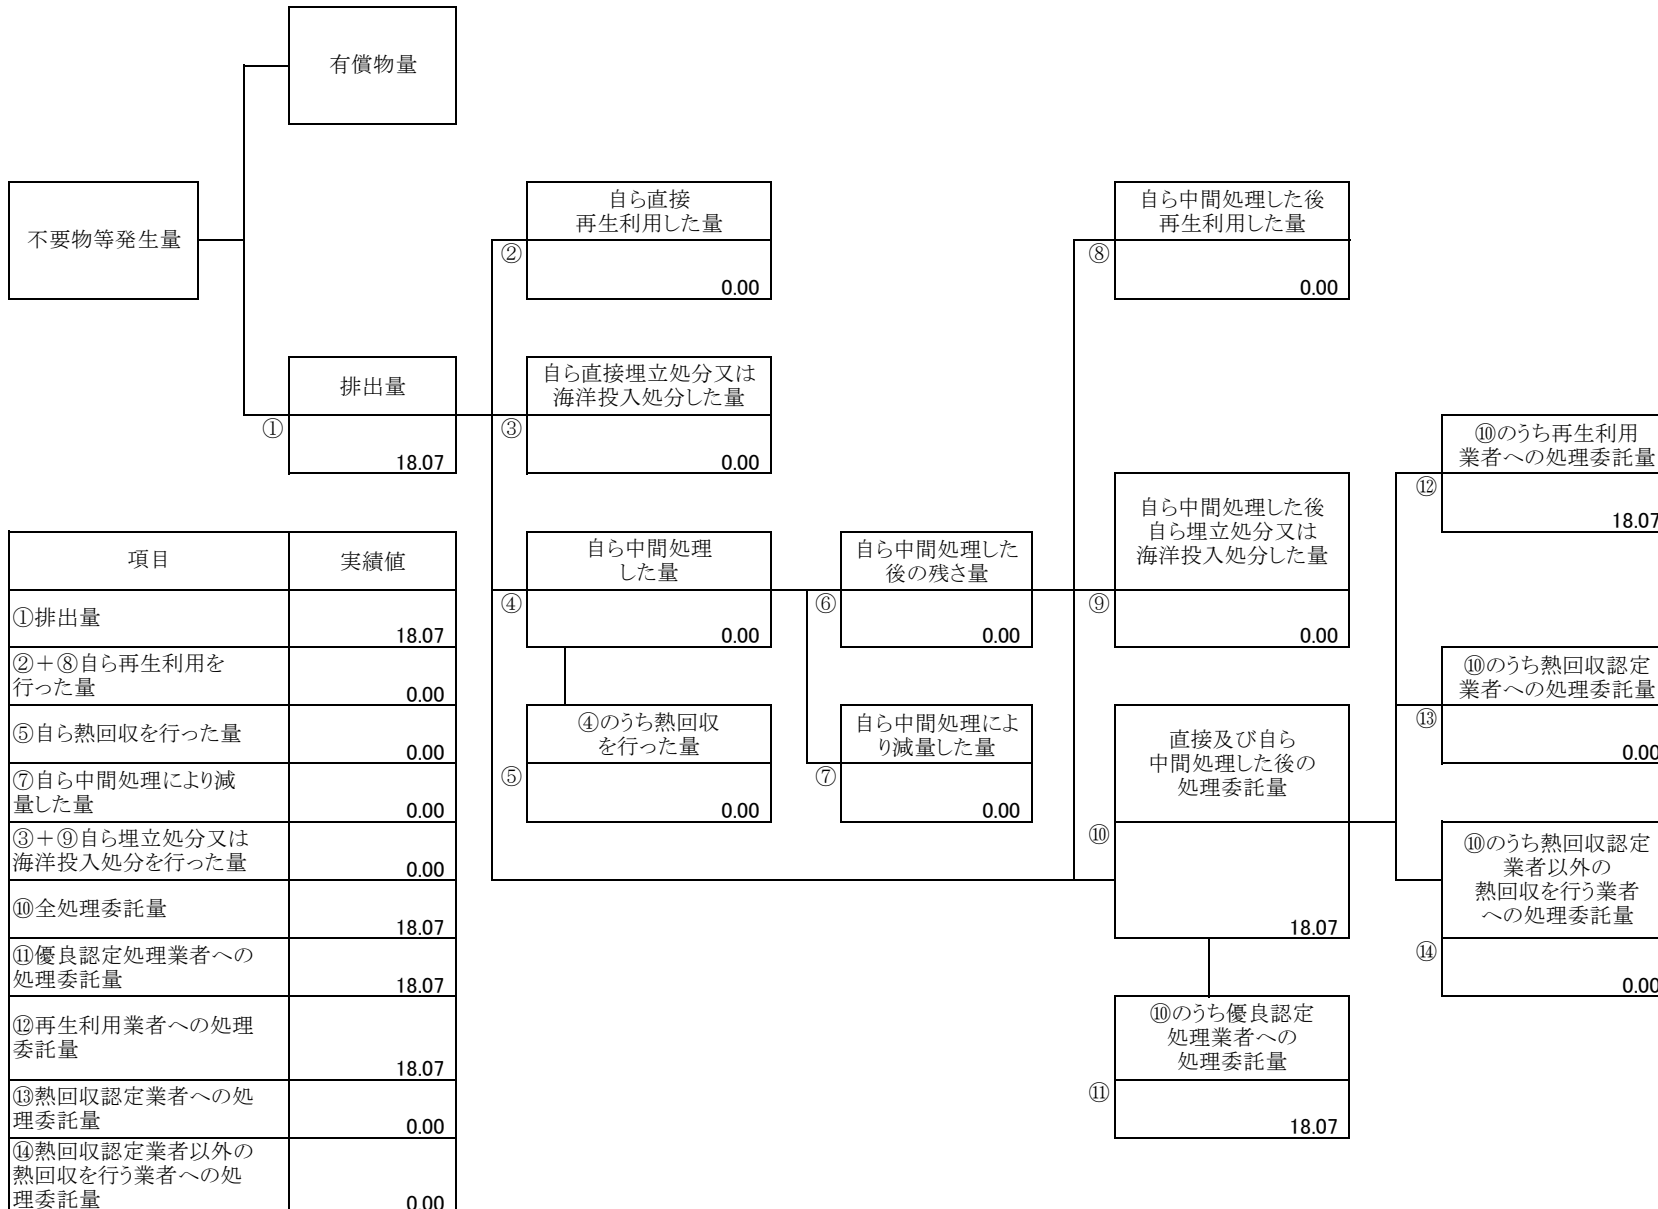 有償物量
不要物等発生量
排出量
①
18.07
自ら直接
再生利用した量
②
0.00
自ら直接埋立処分又は
海洋投入処分した量
③
0.00
自ら中間処理
した量
④
0.00
④のうち熱回収
を行った量
⑤
0.00
自ら中間処理した
後の残さ量
⑥
0.00
自ら中間処理によ
り減量した量
⑦
0.00
自ら中間処理した後
再生利用した量
⑧
0.00
自ら中間処理した後
自ら埋立処分又は
海洋投入処分した量
⑨
0.00
直接及び自ら
中間処理した後の
処理委託量
⑩
18.07
⑩のうち優良認定
処理業者への
処理委託量
⑪
18.07
⑩のうち再生利用
業者への処理委託量
⑫
18.07
⑩のうち熱回収認定
業者への処理委託量
⑬
0.00
⑩のうち熱回収認定
業者以外の
熱回収を行う業者
への処理委託量
⑭
0.00
項目 実績値
①排出量
18.07
②+⑧自ら再生利用を
行った量
0.00
⑤自ら熱回収を行った量
0.00
⑦自ら中間処理により減
量した量
0.00
③+⑨自ら埋立処分又は
海洋投入処分を行った量
0.00
⑩全処理委託量
18.07
⑪優良認定処理業者への
処理委託量
18.07
⑫再生利用業者への処理
委託量
18.07
⑬熱回収認定業者への処
理委託量
0.00
⑭熱回収認定業者以外の
熱回収を行う業者への処
理委託量
0.00